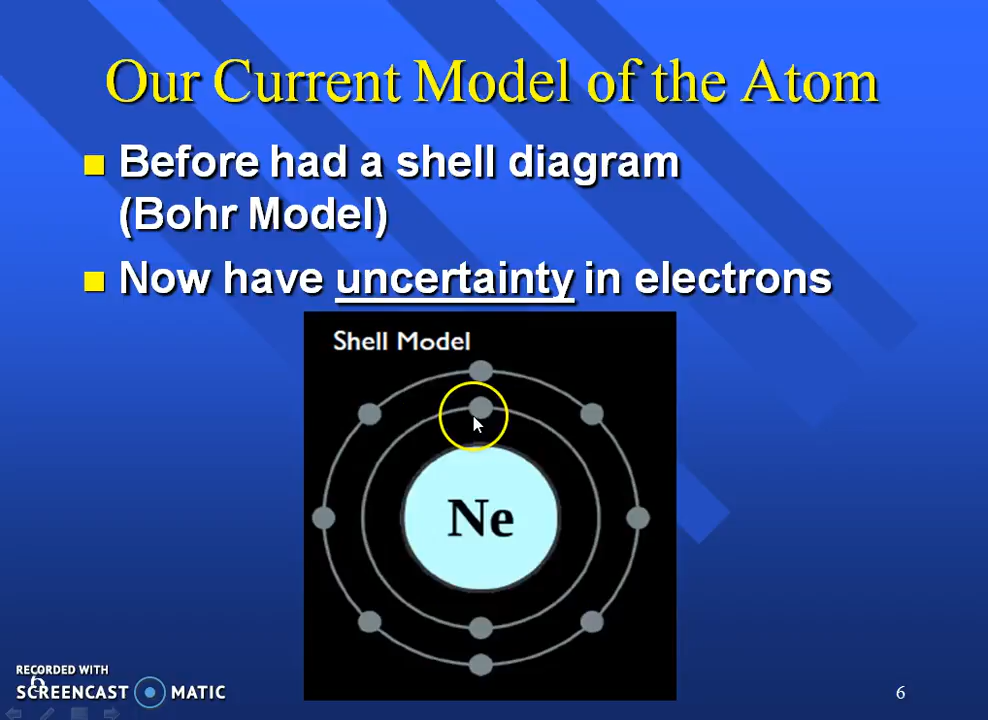 Our Current Model of the Atom
Before had a shell diagram
(Bohr Model)
Now have uncertainty in electrons
Shell Model
Ne
RECORDED WITH
SCREENCAST MATIC
6
6